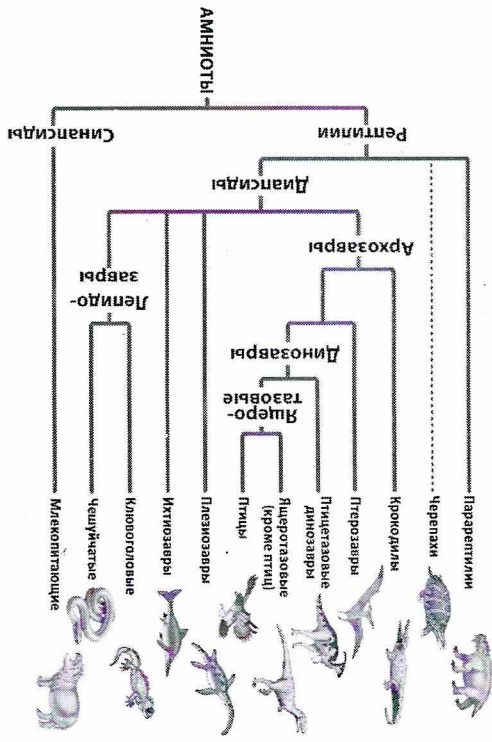 АМНИОТЫ
Синапсиды
Рептилии
Диапсиды
Архозавры
Лепидо-
завры
Динозавры
Ящеро-
тазовые
Млекопитающие
Чешуйчатые
Клювоголовые
Ихтиозавры
Плезиозавры
Птицы
Ящеротазовые
(кроме птиц)
Птицетазовые
динозавры
Птерозавры
Крокодилы
Черепахи
Парарептилии